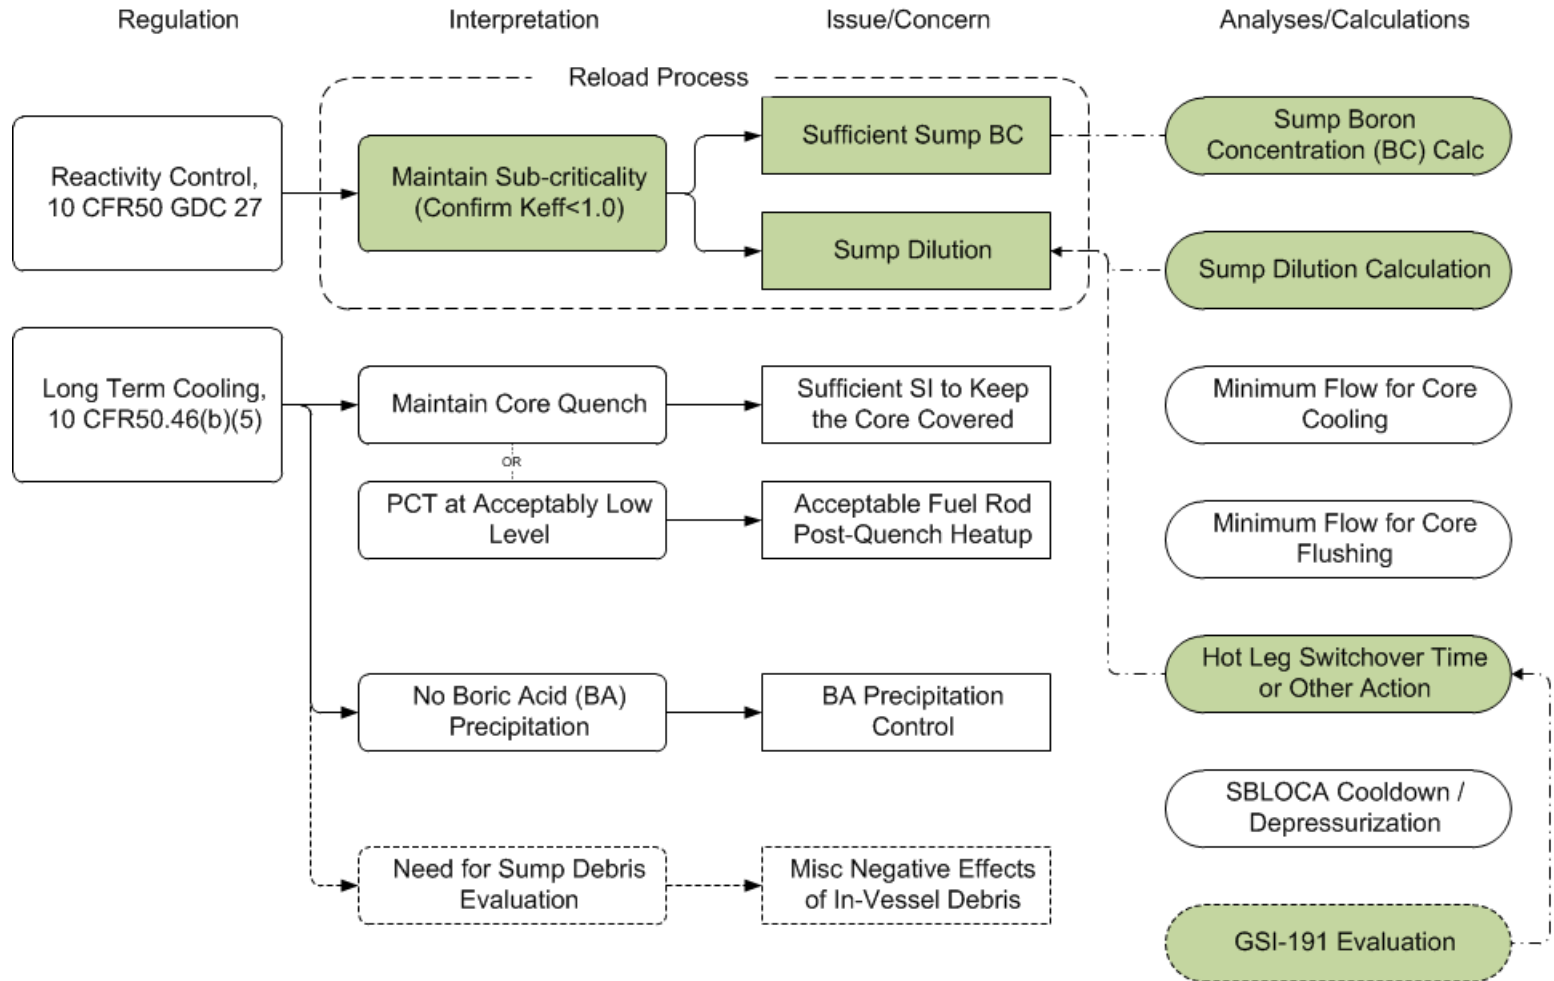 Regulation
Interpretation
Issue/Concern
Analyses/Calculations
Reload Process
Reactivity Control,
10 CFR50 GDC 27
Maintain Sub-criticality
(Confirm Keff<1.0)
Sufficient Sump BC
Sump Boron
Concentration (BC) Calc
Sump Dilution
Sump Dilution Calculation
Long Term Cooling,
10 CFR50.46(b)(5)
Maintain Core Quench
Sufficient SI to Keep
the Core Covered
Minimum Flow for Core
Cooling
OR
PCT at Acceptably Low
Level
Acceptable Fuel Rod
Post-Quench Heatup
Minimum Flow for Core
Flushing
No Boric Acid (BA)
Precipitation
BA Precipitation
Control
Hot Leg Switchover Time
or Other Action
SBLOCA Cooldown /
Depressurization
Need for Sump Debris
Evaluation
Misc Negative Effects
of In-Vessel Debris
GSI-191 Evaluation